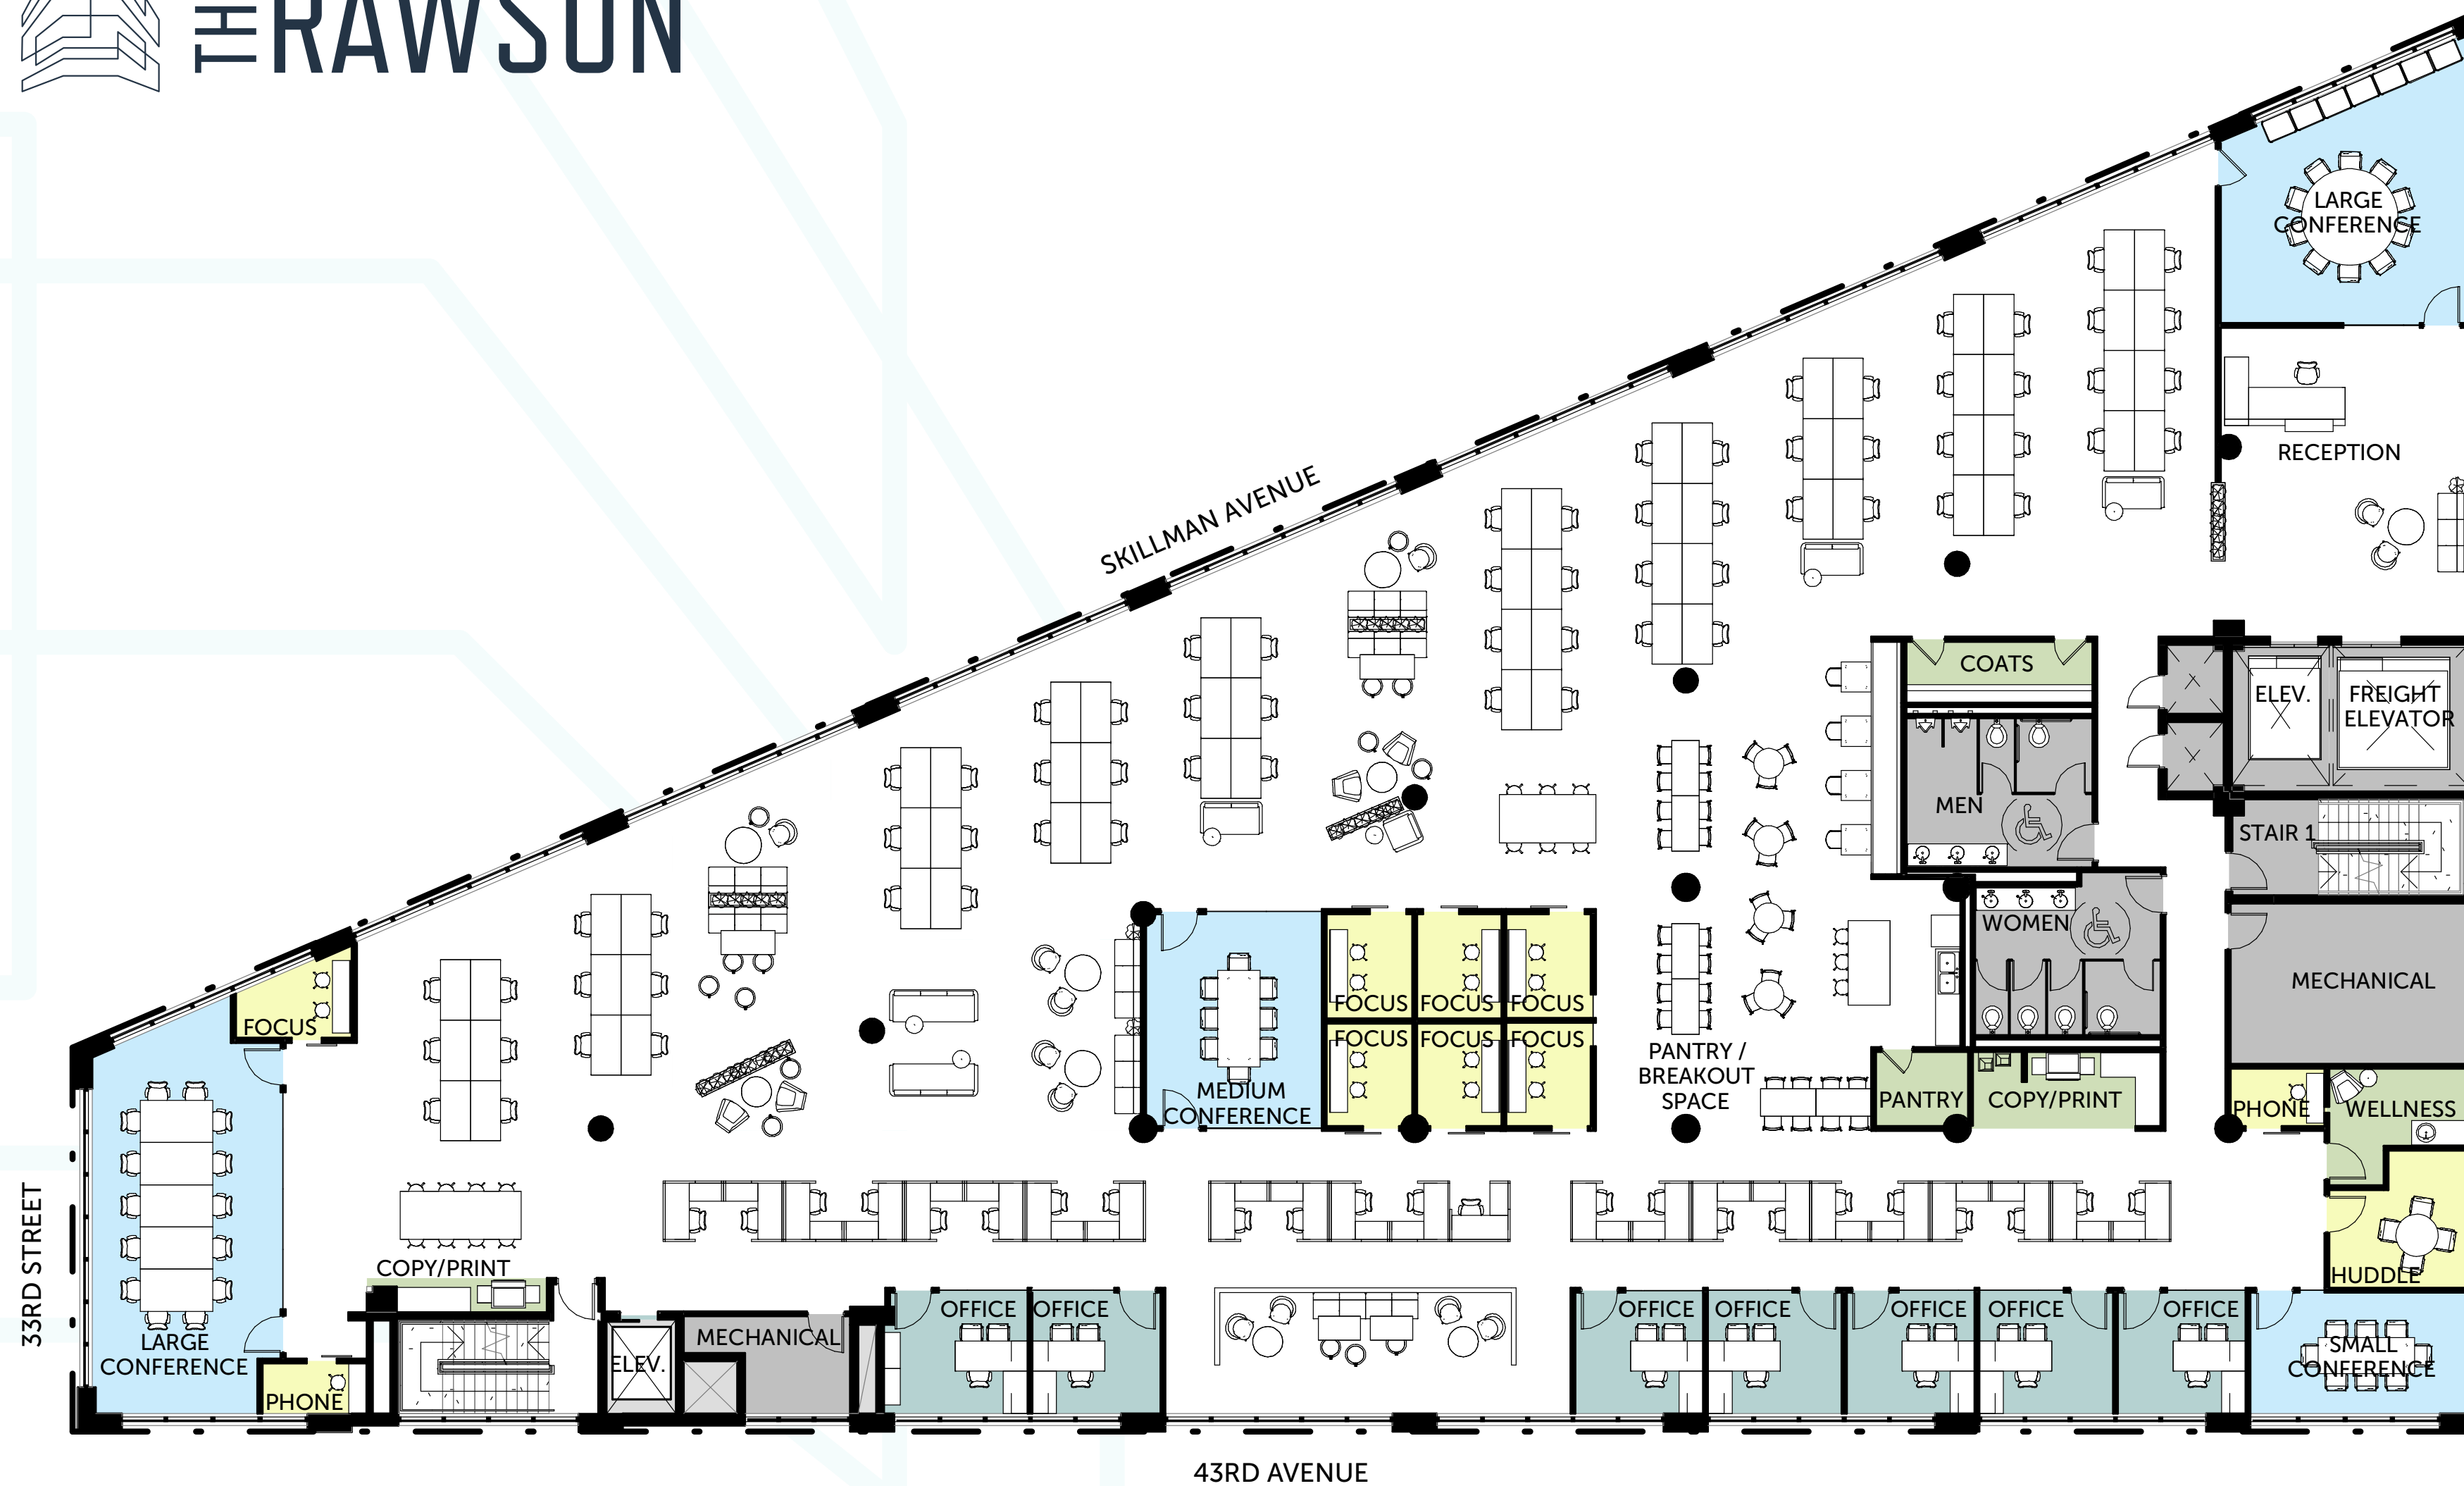 THE RAWSON
LARGE
CONFERENCE
RECEPTION
SKILLMAN AVENUE
COATS
ELEV.
FREIGHT
ELEVATOR
MEN
STAIR 1
WOMEN
MECHANICAL
FOCUS
FOCUS
FOCUS
FOCUS
FOCUS
FOCUS
FOCUS
PANTRY /
BREAKOUT
SPACE
MEDIUM
CONFERENCE
PANTRY
COPY/PRINT
PHONE
WELLNESS
33RD STREET
COPY/PRINT
HUDDLE
OFFICE
OFFICE
OFFICE
OFFICE
OFFICE
OFFICE
OFFICE
LARGE
CONFERENCE
MECHANICAL
ELEV.
SMALL
CONFERENCE
PHONE
43RD AVENUE